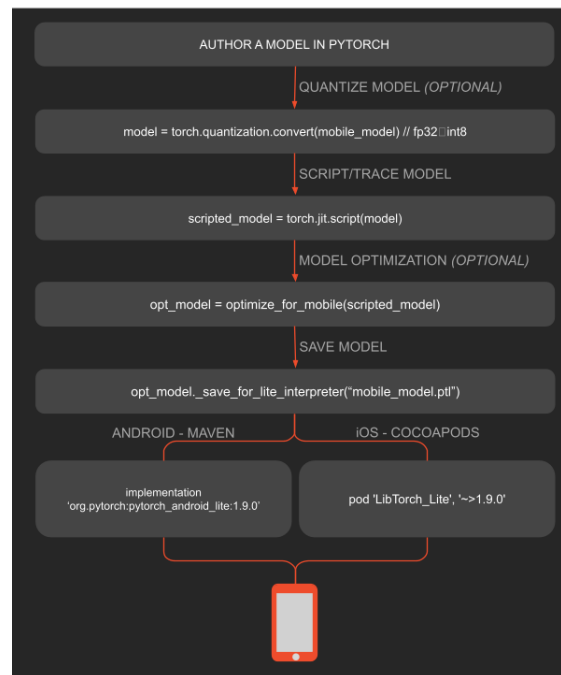 AUTHOR A MODEL IN PYTORCH
QUANTIZE MODEL (OPTIONAL)
model = torch.quantization.convert(mobile_model) // fp32□int8
SCRIPT/TRACE MODEL
scripted_model = torch.jit.script(model)
MODEL OPTIMIZATION (OPTIONAL)
opt_model = optimize_for_mobile(scripted_model)
SAVE MODEL
opt_model._save_for_lite_interpreter(“mobile_model.ptl”)
ANDROID - MAVEN
iOS - COCOAPODS
implementation
‘org.pytorch:pytorch_android_lite:1.9.0’
pod 'LibTorch_Lite', '~>1.9.0'